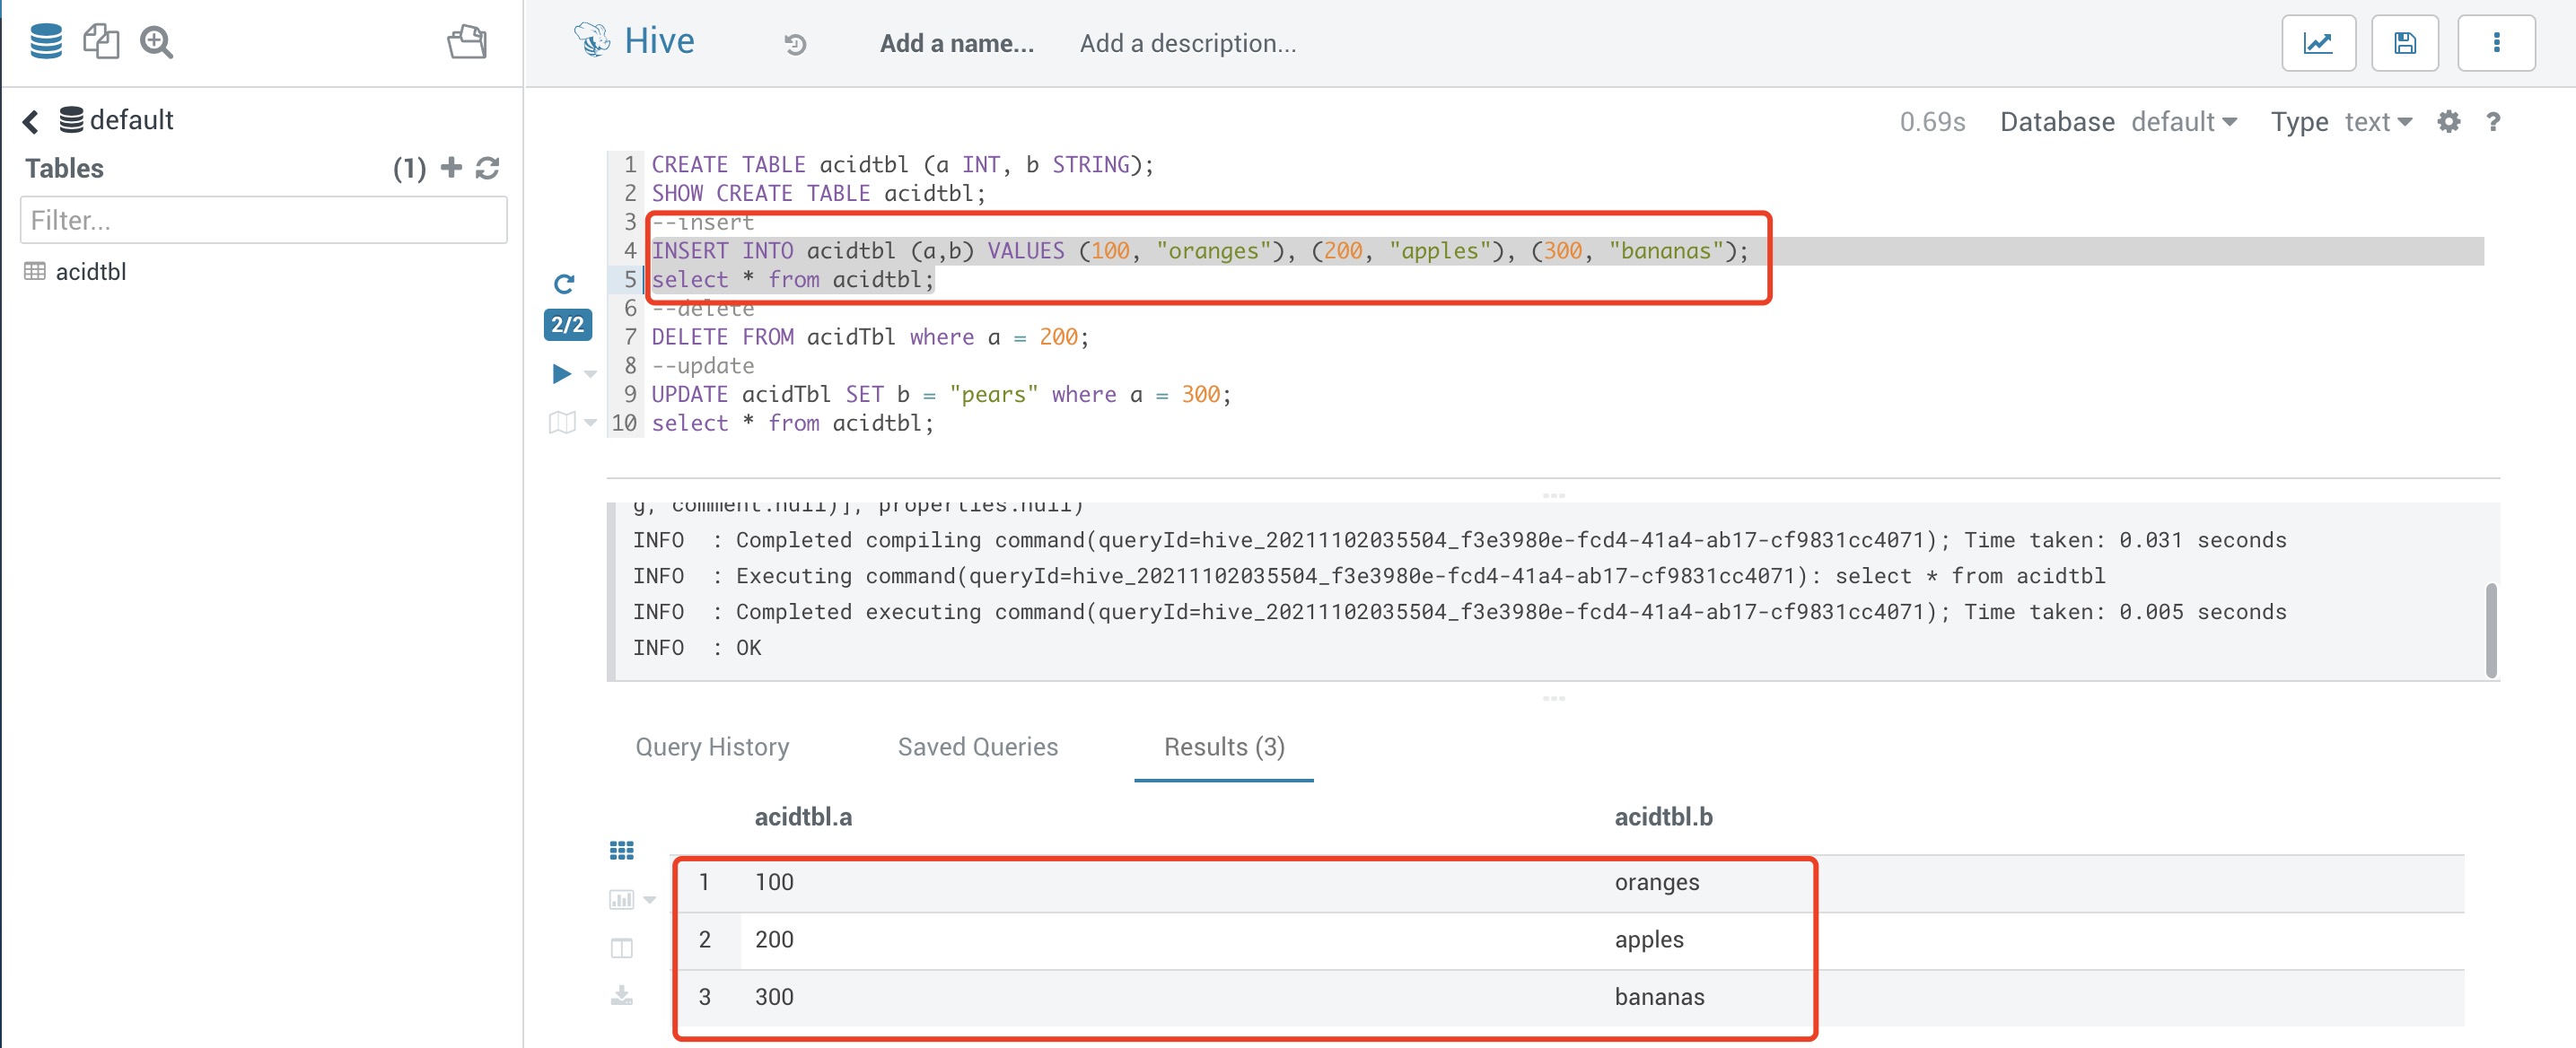 Hive
Add a name...
Add a description...
default
0.69s
Database default
Type text
?
Tables
(1)
Filter...
acidtbl
1 CREATE TABLE acidtbl (a INT, b STRING);
2 SHOW CREATE TABLE acidtbl;
3 --insert
4 INSERT INTO acidtbl (a,b) VALUES (100, "oranges"), (200, "apples"), (300, "bananas");
5 select * from acidtbl;
6 --delete
7 DELETE FROM acidTbl where a = 200;
8 --update
9 UPDATE acidTbl SET b = "pears" where a = 300;
10 select * from acidtbl;
2/2
g, comment:null)], properties:null)
INFO : Completed compiling command(queryId=hive_20211102035504_f3e3980e-fcd4-41a4-ab17-cf9831cc4071); Time taken: 0.031 seconds
INFO : Executing command(queryId=hive_20211102035504_f3e3980e-fcd4-41a4-ab17-cf9831cc4071): select * from acidtbl
INFO : Completed executing command(queryId=hive_20211102035504_f3e3980e-fcd4-41a4-ab17-cf9831cc4071); Time taken: 0.005 seconds
INFO : OK
Query History
Saved Queries
Results (3)
acidtbl.a acidtbl.b
1 100 oranges
2 200 apples
3 300 bananas